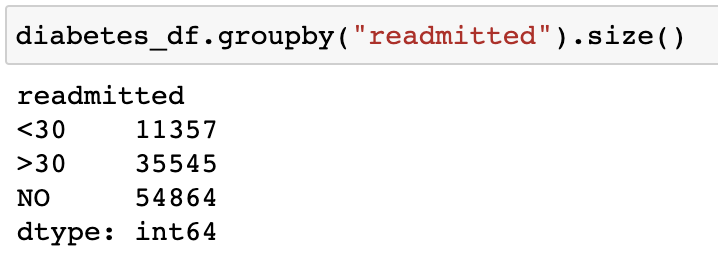 diabetes_df.groupby("readmitted").size()
readmitted
<30    11357
>30    35545
NO     54864
dtype: int64